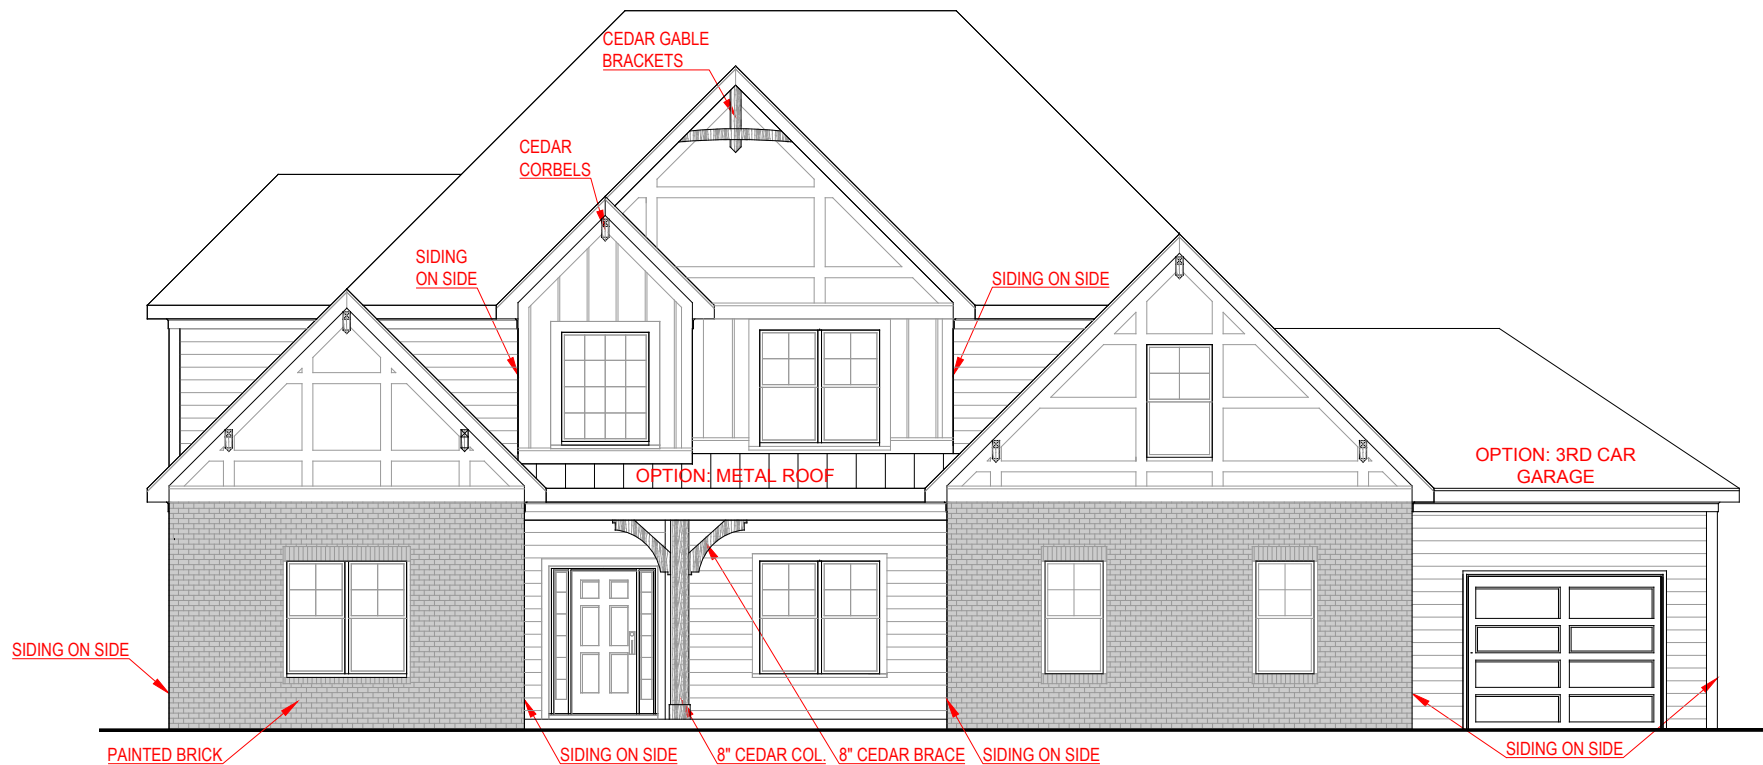 CEDAR GABLE
BRACKETS
CEDAR
CORBELS
SIDING
ON SIDE
SIDING ON SIDE
OPTION: METAL ROOF
OPTION: 3RD CAR
GARAGE
SIDING ON SIDE
PAINTED BRICK
SIDING ON SIDE
8" CEDAR COL.
8" CEDAR BRACE
SIDING ON SIDE
SIDING ON SIDE